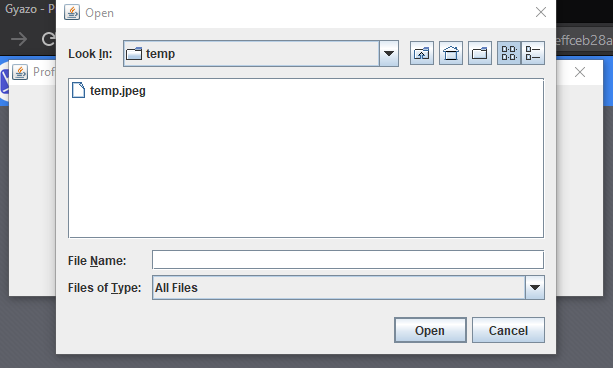 Gyazo - P
Open
effceb28a
Prof
Look In:
temp
temp.jpeg
File Name:
Files of Type:
All Files
Open
Cancel